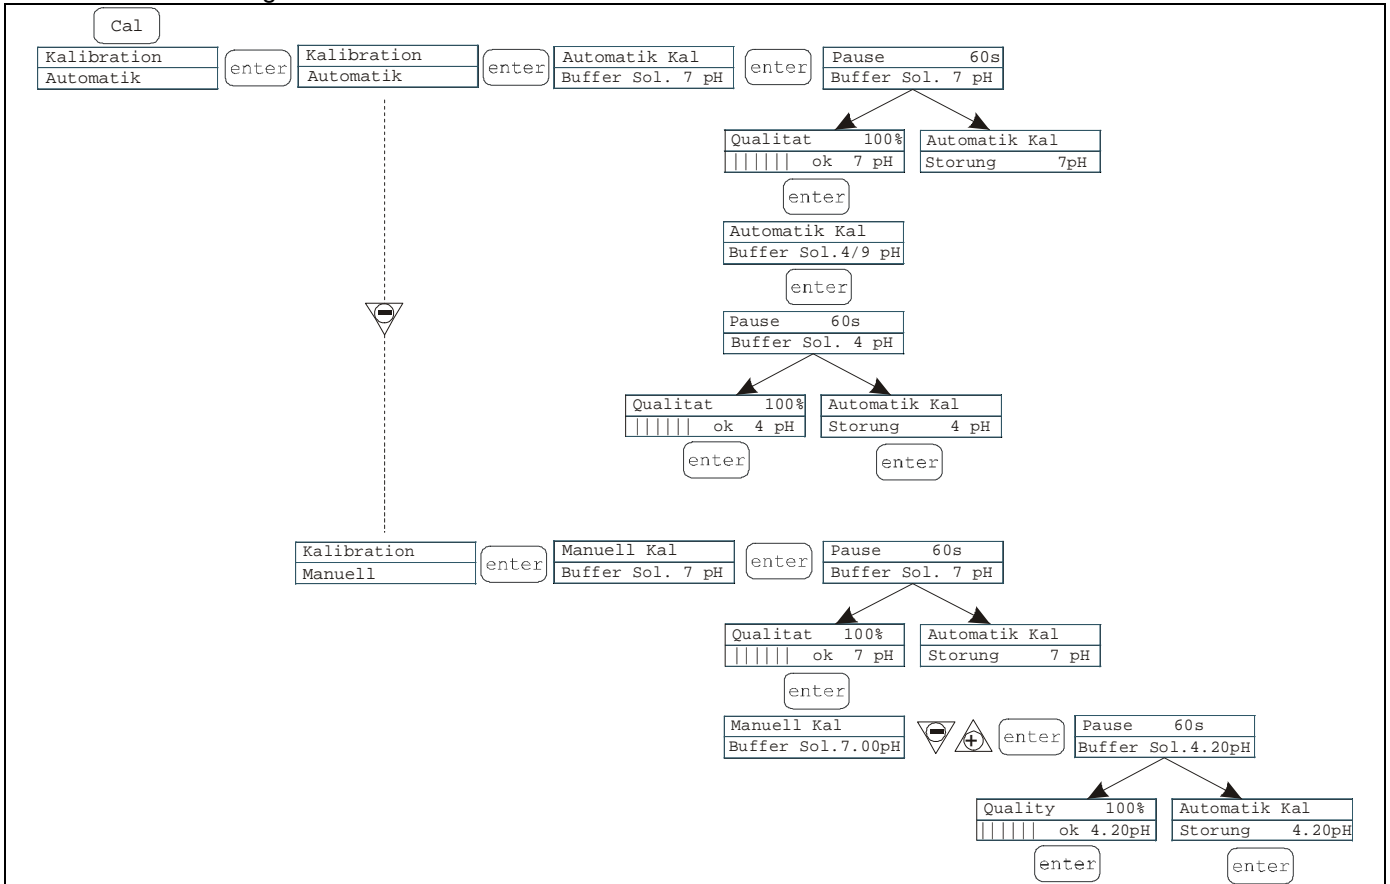 Cal
Kalibration
Automatik
enter
Kalibration
Automatik
enter
Automatik Kal
Buffer Sol. 7 pH
enter
Pause 60s
Buffer Sol. 7 pH
Qualitat 100%
|||||| ok 7 pH
Automatik Kal
Storung 7pH
enter
Automatik Kal
Buffer Sol.4/9 pH
enter
Pause 60s
Buffer Sol. 4 pH
Qualitat 100%
|||||| ok 4 pH
Automatik Kal
Storung 4 pH
enter
enter
Kalibration
Manuell
enter
Manuell Kal
Buffer Sol. 7 pH
enter
Pause 60s
Buffer Sol. 7 pH
Qualitat 100%
|||||| ok 7 pH
Automatik Kal
Storung 7 pH
enter
Manuell Kal
Buffer Sol.7.00pH
enter
Pause 60s
Buffer Sol.4.20pH
Quality 100%
|||||| ok 4.20pH
Automatik Kal
Storung 4.20pH
enter
enter